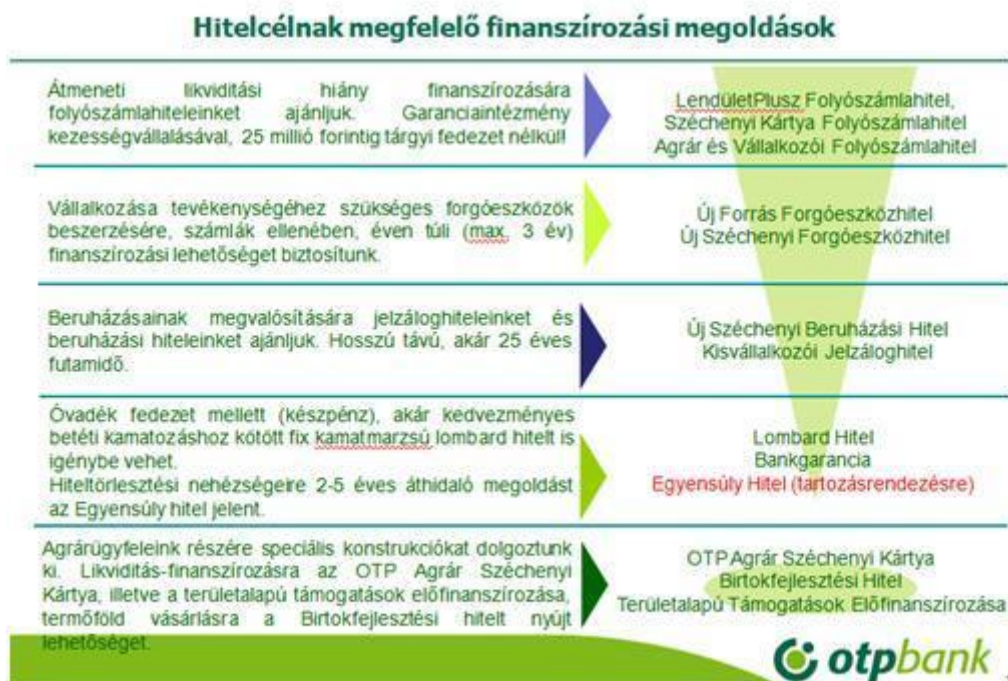 Hitelcélnak megfelelő finanszírozási megoldások
Átmeneti likviditási hiány finanszírozására
folyószámlahiteleinket ajánljuk. Garanciaintézmény
kezességvállalásával, 25 millió forintig tárgyi fedezet nélkül!
LendületPlusz Folyószámlahitel,
Széchenyi Kártya Folyószámlahitel
Agrár és Vállalkozói Folyószámlahitel
Vállalkozása tevékenységéhez szükséges forgóeszközök
beszerzésére, számlák ellenében, éven túli (max. 3 év)
finanszírozási lehetőséget biztosítunk.
Új Forrás Forgóeszközhitel
Új Széchenyi Forgóeszközhitel
Beruházásainak megvalósítására jelzáloghiteleinket és
beruházási hiteleinket ajánljuk. Hosszú távú, akár 25 éves
futamidő.
Új Széchenyi Beruházási Hitel
Kisvállalkozói Jelzáloghitel
Óvadék fedezet mellett (készpénz), akár kedvezményes
betéti kamatozáshoz kötött fix kamatmarzsú lombard hitelt is
igénybe vehet.
Hiteltörlesztési nehézségeire 2-5 éves áthidaló megoldást
az Egyensúly hitel jelent.
Lombard Hitel
Bankgarancia
Egyensúly Hitel (tartozásrendezésre)
Agrárügyfeleink részére speciális konstrukciókat dolgoztunk
ki. Likviditás-finanszírozásra az OTP Agrár Széchenyi
Kártya, illetve a területalapú támogatások előfinanszírozása,
termőföld vásárlásra a Birtokfejlesztési hitelt nyújt
lehetőséget.
OTP Agrár Széchenyi Kártya
Birtokfejlesztési Hitel
Területalapú Támogatások Előfinanszírozása
otpbank